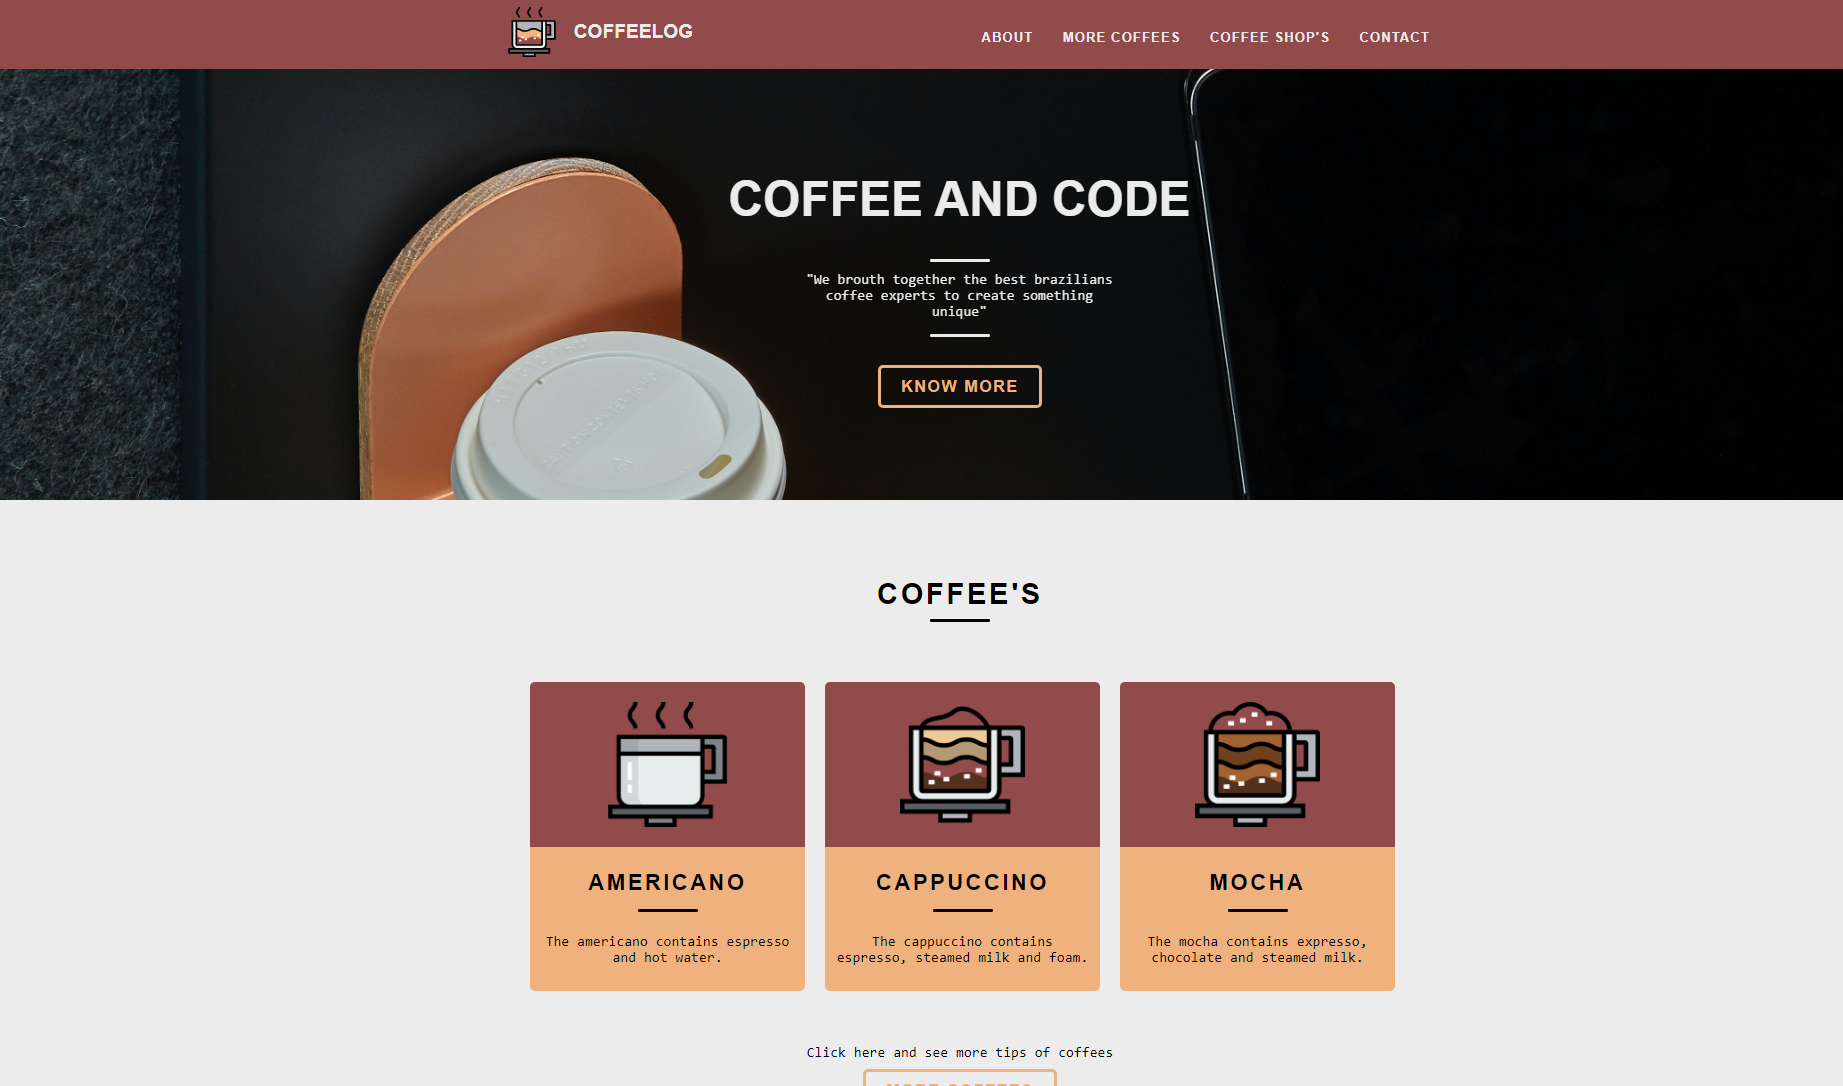 COFFEELOG
ABOUT
MORE COFFEES
COFFEE SHOP'S
CONTACT
COFFEE AND CODE
"We brouth together the best brazilians
coffee experts to create something
unique"
KNOW MORE
COFFEE'S
AMERICANO
The americano contains espresso
and hot water.
CAPPUCCINO
The cappuccino contains
espresso, steamed milk and foam.
MOCHA
The mocha contains expresso,
chocolate and steamed milk.
Click here and see more tips of coffees